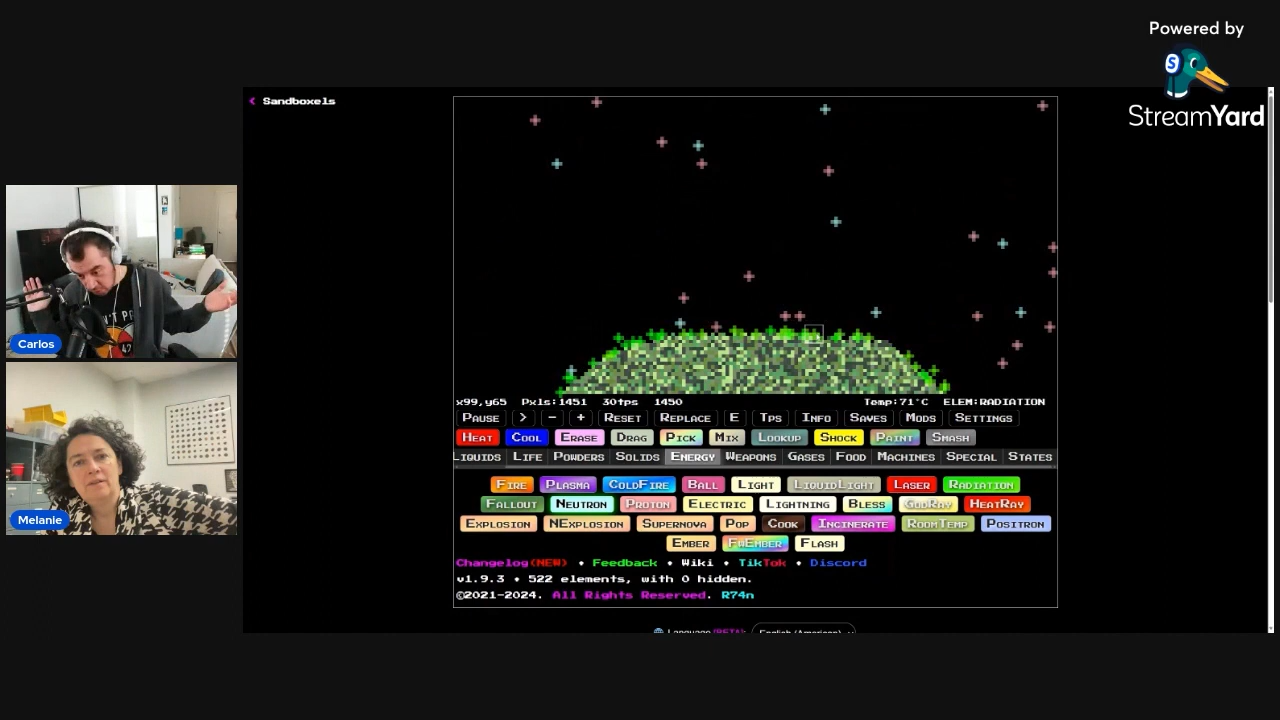 Powered by
StreamYard
< Sandboxels
Carlos
Melanie
x99,y65 Pxls:1451 30tps 1450 Temp:71°C ELEM:RADIATION
PAUSE > − + RESET REPLACE E TPS INFO SAVES MODS SETTINGS
HEAT COOL ERASE DRAG PICK MIX LOOKUP SHOCK PAINT SMASH
LIQUIDS LIFE POWDERS SOLIDS ENERGY WEAPONS GASES FOOD MACHINES SPECIAL STATES
FIRE PLASMA COLDFIRE BALL LIGHT LIQUIDLIGHT LASER RADIATION
FALLOUT NEUTRON PROTON ELECTRIC LIGHTNING BLESS GODRAY HEATRAY
EXPLOSION NEXPLOSION SUPERNOVA POP COOK INCINERATE ROOMTEMP POSITRON
EMBER FWEMBER FLASH
Changelog(NEW) • Feedback • Wiki • TikTok • Discord
v1.9.3 • 522 elements, with 0 hidden.
©2021-2024. All Rights Reserved. R74n
Language (BETA): English (American)